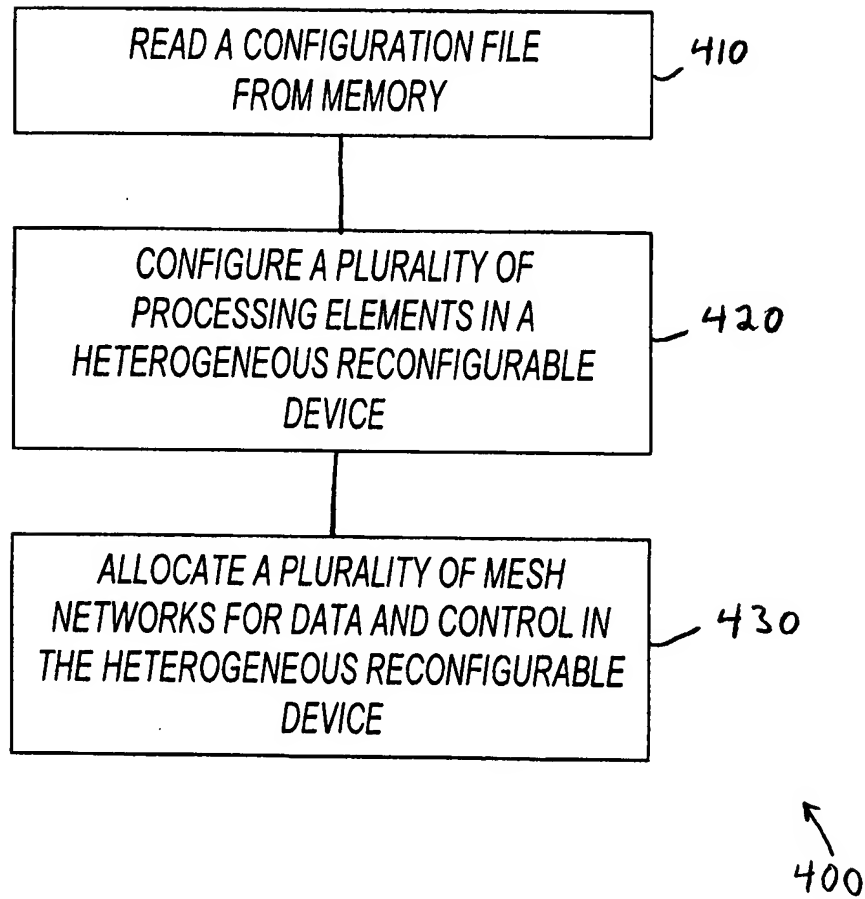 READ A CONFIGURATION FILE
FROM MEMORY
410
CONFIGURE A PLURALITY OF
PROCESSING ELEMENTS IN A
HETEROGENEOUS RECONFIGURABLE
DEVICE
420
ALLOCATE A PLURALITY OF MESH
NETWORKS FOR DATA AND CONTROL IN
THE HETEROGENEOUS RECONFIGURABLE
DEVICE
430
400